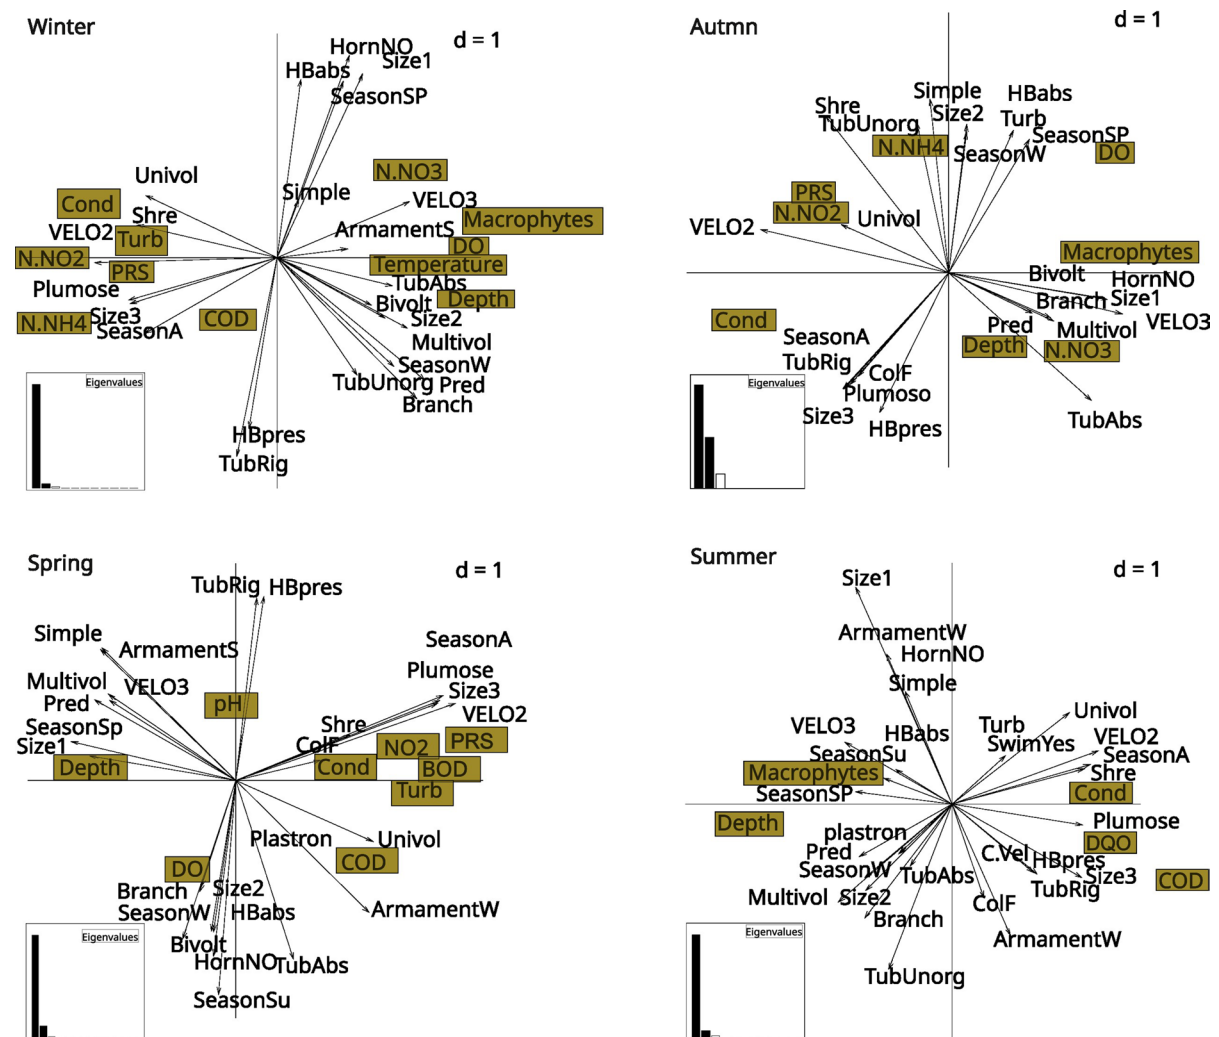 Winter
d = 1
HornNO
Size1
HBabs
SeasonSP
N.NO3
Univol
Simple
Cond
VELO3
Shre
Macrophytes
ArmamentS
VELO2
Turb
DO
N.NO2
PRS
Temperature
TubAbs
Plumose
Bivolt
Depth
Size3
N.NH4
COD
Size2
SeasonA
Multivol
SeasonW
TubUnorg
Pred
Branch
Eigenvalues
HBpres
TubRig
Autmn
d = 1
Simple
HBabs
Shre
Size2
Turb
TubUnorg
SeasonSP
N.NH4
SeasonW
DO
PRS
N.NO2
Univol
VELO2
Macrophytes
Bivolt
HornNO
Branch
Size1
Cond
Pred
VELO3
Multivol
SeasonA
Depth
N.NO3
TubRig
ColF
Plumoso
Size3
TubAbs
HBpres
Eigenvalues
Spring
d = 1
TubRig
HBpres
Simple
ArmamentS
SeasonA
Plumose
Multivol
VELO3
Size3
Pred
pH
VELO2
SeasonSp
Shre
Size1
ColF
NO2
PRS
Depth
Cond
BOD
Turb
Plastron
Univol
COD
DO
Branch
Size2
SeasonW
HBabs
ArmamentW
Bivolt
HornNO
TubAbs
SeasonSu
Eigenvalues
Summer
d = 1
Size1
ArmamentW
HornNO
Simple
Univol
VELO3
HBabs
Turb
SwimYes
VELO2
SeasonSu
SeasonA
Macrophytes
Shre
SeasonSP
Cond
Depth
Plumose
plastron
DQO
Pred
C.Vel
HBpres
SeasonW
TubAbs
Size3
COD
TubRig
Multivol
Size2
ColF
Branch
ArmamentW
TubUnorg
Eigenvalues